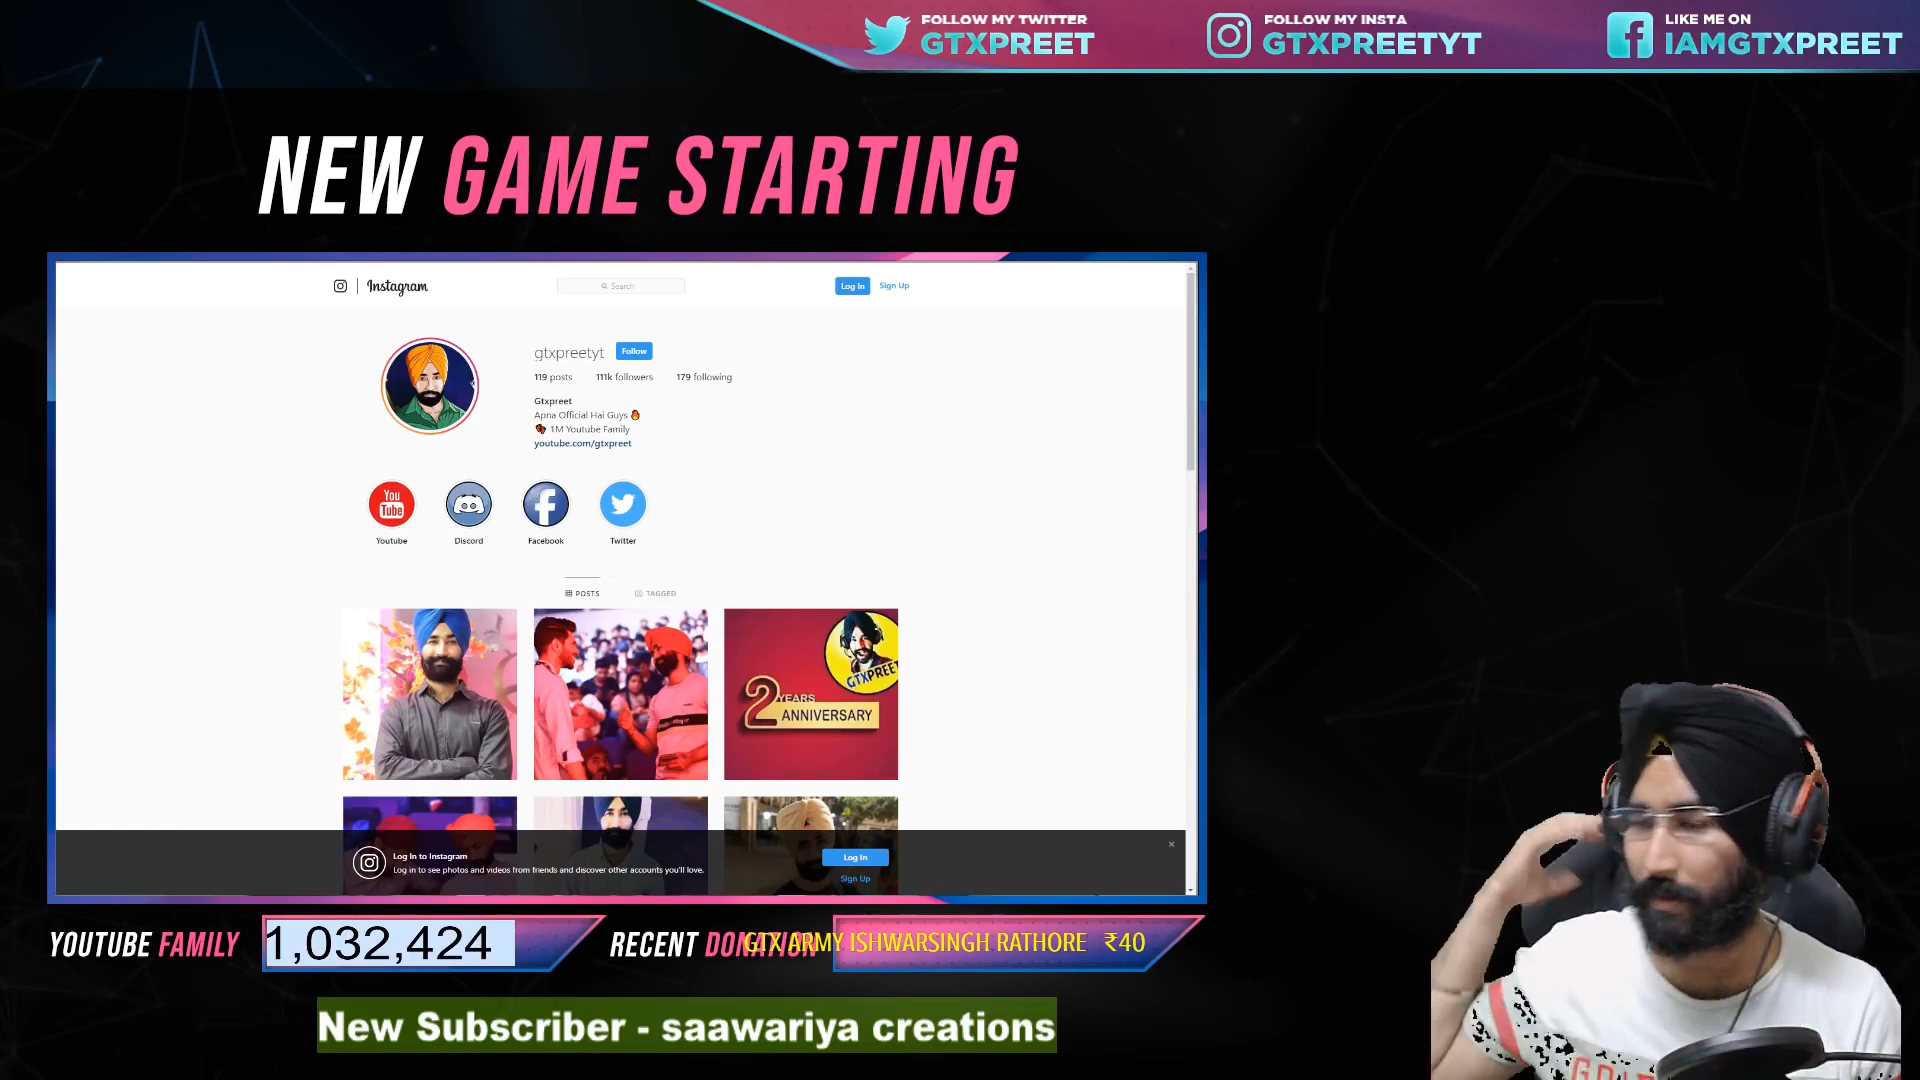 FOLLOW MY TWITTER
GTXPREET
FOLLOW MY INSTA
GTXPREETYT
LIKE ME ON
IAMGTXPREET
NEW GAME STARTING
Instagram
Search
Log In
Sign Up
gtxpreetyt
Follow
119 posts 111k followers 179 following
Gtxpreet
Apna Official Hai Guys
1M Youtube Family
youtube.com/gtxpreet
You
Tube
Youtube
Discord
Facebook
Twitter
POSTS
TAGGED
GTXPREET
2 YEARS
ANNIVERSARY
Log In to Instagram
Log in to see photos and videos from friends and discover other accounts you'll love.
Log In
Sign Up
YOUTUBE FAMILY
1,032,424
RECENT DONATION
GTX ARMY ISHWARSINGH RATHORE ₹40
New Subscriber - saawariya creations